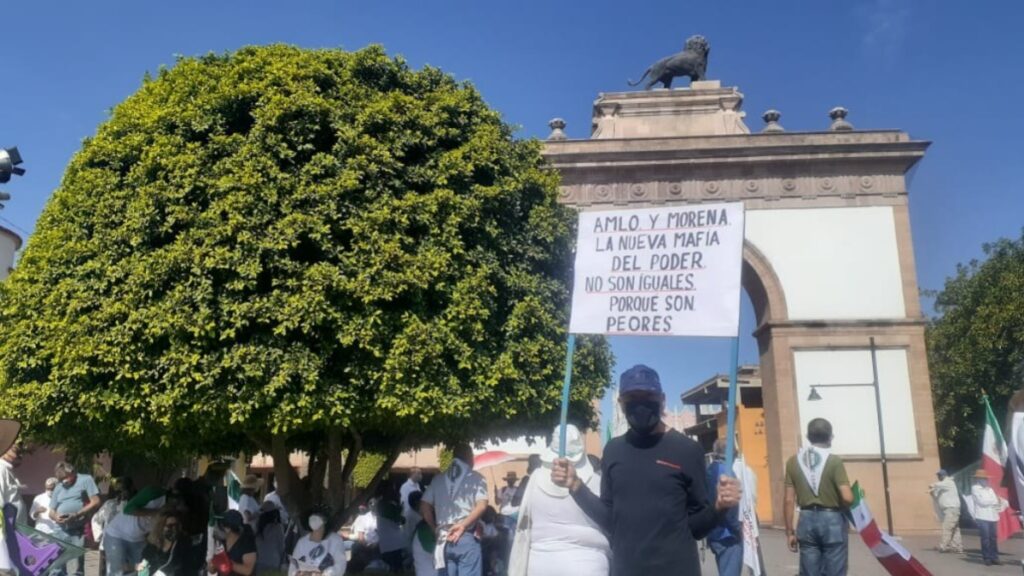 AMLO. Y MORENA.
LA NUEVA MAFIA
DEL PODER
NO SON IGUALES.
PORQUE SON
PEORES